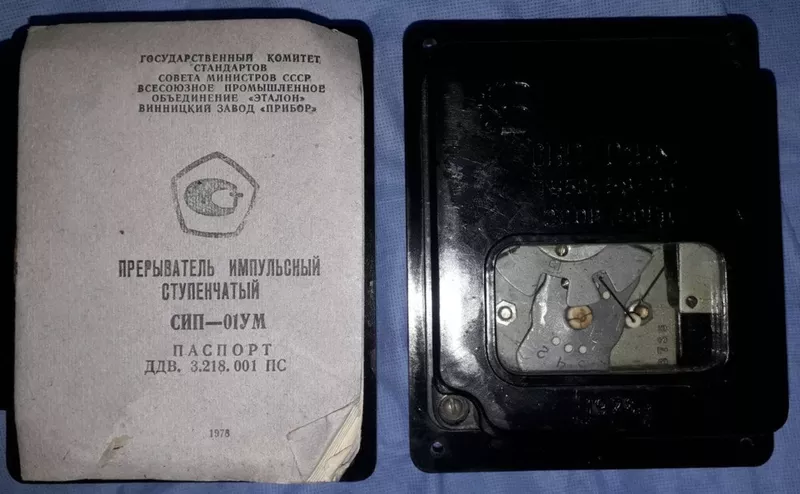 ГОСУДАРСТВЕННЫЙ КОМИТЕТ
СТАНДАРТОВ
СОВЕТА МИНИСТРОВ СССР
ВСЕСОЮЗНОЕ ПРОМЫШЛЕННОЕ
ОБЪЕДИНЕНИЕ «ЭТАЛОН»
ВИННИЦКИЙ ЗАВОД «ПРИБОР»
ПРЕРЫВАТЕЛЬ ИМПУЛЬСНЫЙ
СТУПЕНЧАТЫЙ
СИП—01УМ
ПАСПОРТ
ДДВ. 3.218.001 ПС
1978